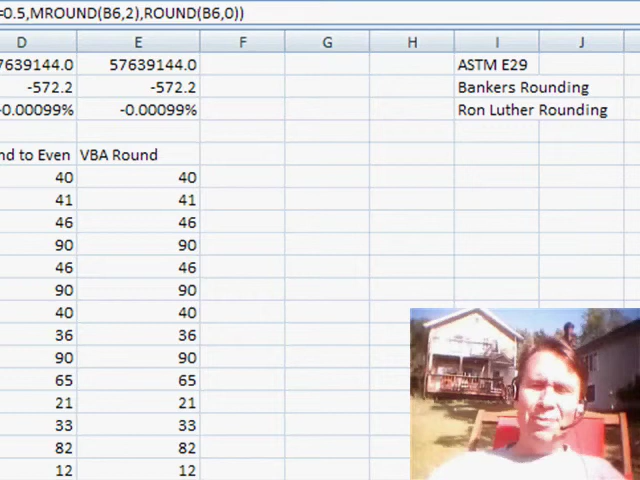 =0.5,MROUND(B6,2),ROUND(B6,0))
D E F G H I J
7639144.0 57639144.0 ASTM E29
-572.2 -572.2 Bankers Rounding
-0.00099% -0.00099% Ron Luther Rounding
nd to Even VBA Round
40 40
41 41
46 46
90 90
46 46
90 90
40 40
36 36
90 90
65 65
21 21
33 33
82 82
12 12